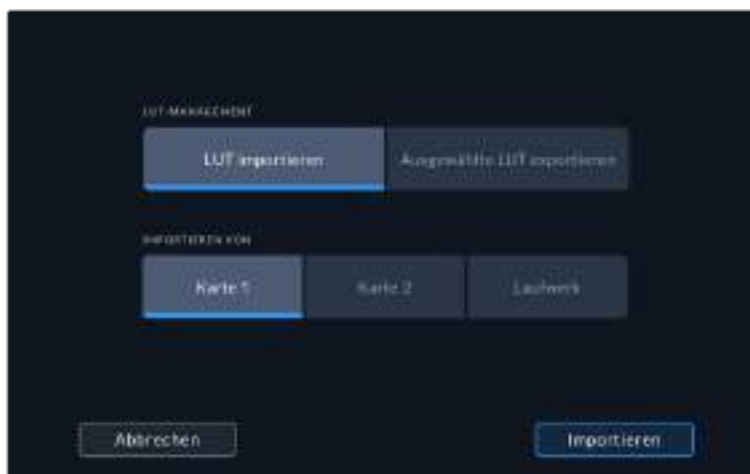 LUT-MANAGEMENT
LUT importieren
Ausgewählte LUT exportieren
IMPORTIEREN VON
Karte 1
Karte 2
Laufwerk
Abbrechen
Importieren